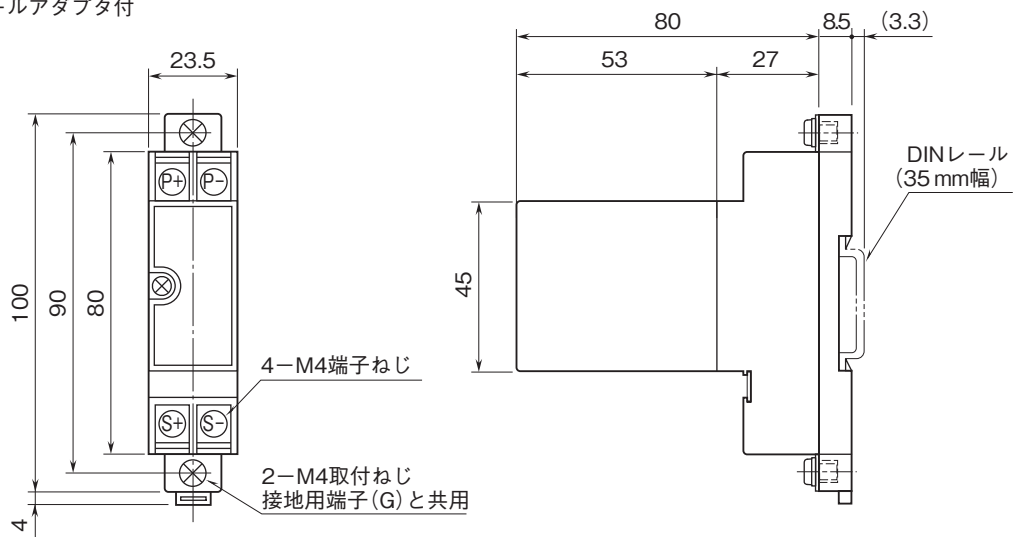 ールアダプタ付
80
8.5
(3.3)
53
27
23.5
DINレール
(35 mm幅)
P+
P-
100
90
80
45
4−M4端子ねじ
S+
S-
2−M4取付ねじ
接地用端子(G)と共用
4